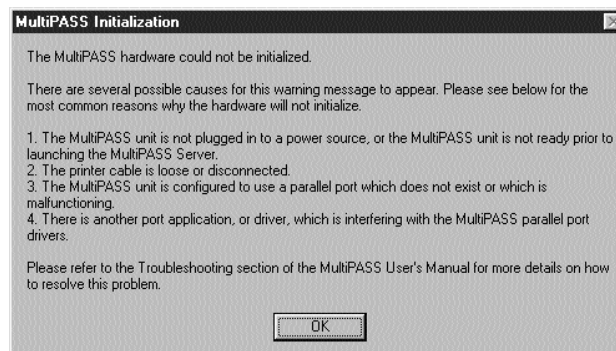 MultiPASS Initialization
The MultiPASS hardware could not be initialized.
There are several possible causes for this warning message to appear. Please see below for the
most common reasons why the hardware will not initialize.
1. The MultiPASS unit is not plugged in to a power source, or the MultiPASS unit is not ready prior to
launching the MultiPASS Server.
2. The printer cable is loose or disconnected.
3. The MultiPASS unit is configured to use a parallel port which does not exist or which is
malfunctioning.
4. There is another port application, or driver, which is interfering with the MultiPASS parallel port
drivers.
Please refer to the Troubleshooting section of the MultiPASS User's Manual for more details on how
to resolve this problem.
OK